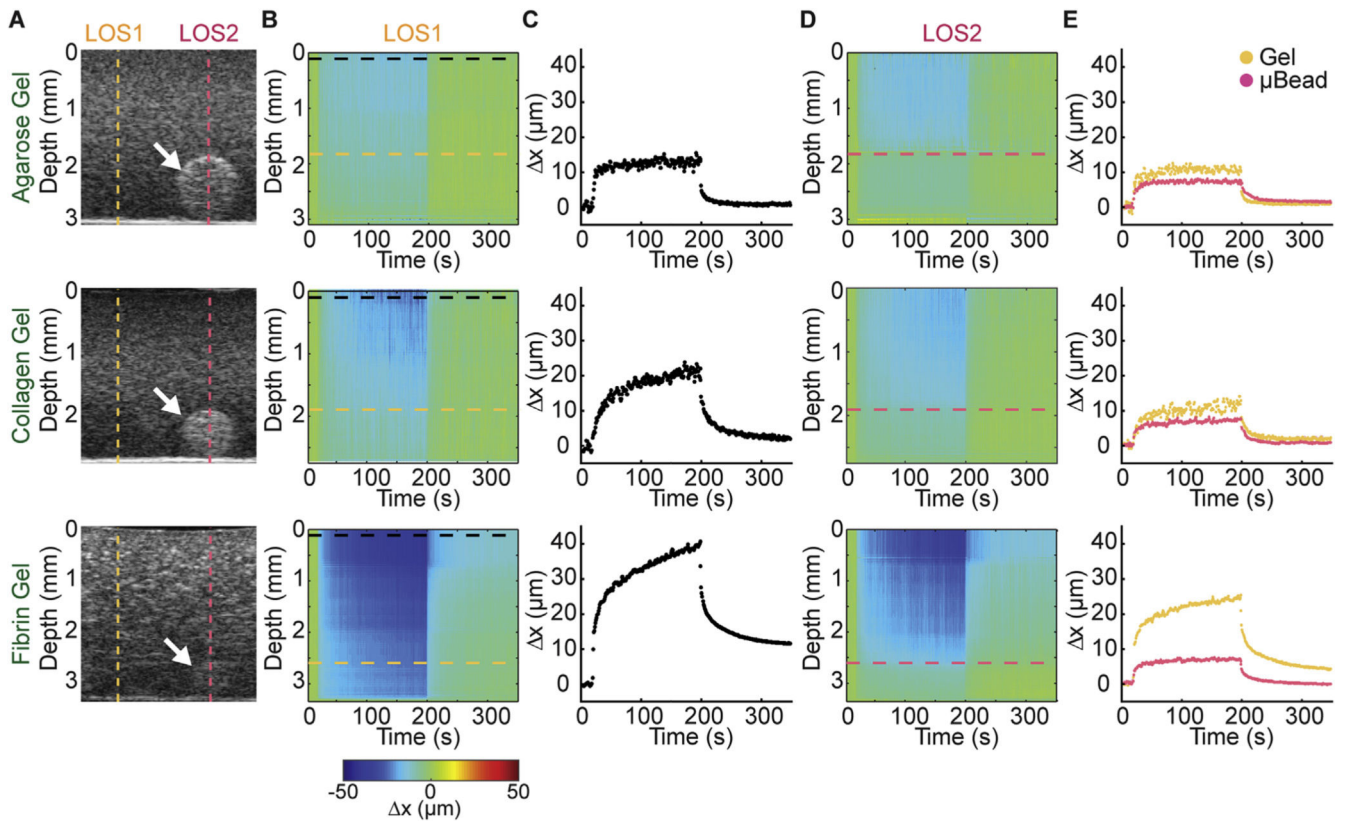 A
LOS1 LOS2
B
LOS1
C
D
LOS2
E
Gel
µBead
Agarose Gel
Depth (mm)
0
1
2
3
Depth (mm)
0
1
2
3
0 100 200 300
Time (s)
Δx (µm)
40
30
20
10
0
0 100 200 300
Time (s)
Depth (mm)
0
1
2
3
0 100 200 300
Time (s)
Δx (µm)
40
30
20
10
0
0 100 200 300
Time (s)
Collagen Gel
Depth (mm)
0
1
2
Depth (mm)
0
1
2
0 100 200 300
Time (s)
Δx (µm)
40
30
20
10
0
0 100 200 300
Time (s)
Depth (mm)
0
1
2
0 100 200 300
Time (s)
Δx (µm)
40
30
20
10
0
0 100 200 300
Time (s)
Fibrin Gel
Depth (mm)
0
1
2
3
Depth (mm)
0
1
2
3
0 100 200 300
Time (s)
Δx (µm)
40
30
20
10
0
0 100 200 300
Time (s)
Depth (mm)
0
1
2
3
0 100 200 300
Time (s)
Δx (µm)
40
30
20
10
0
0 100 200 300
Time (s)
-50 0 50
Δx (µm)